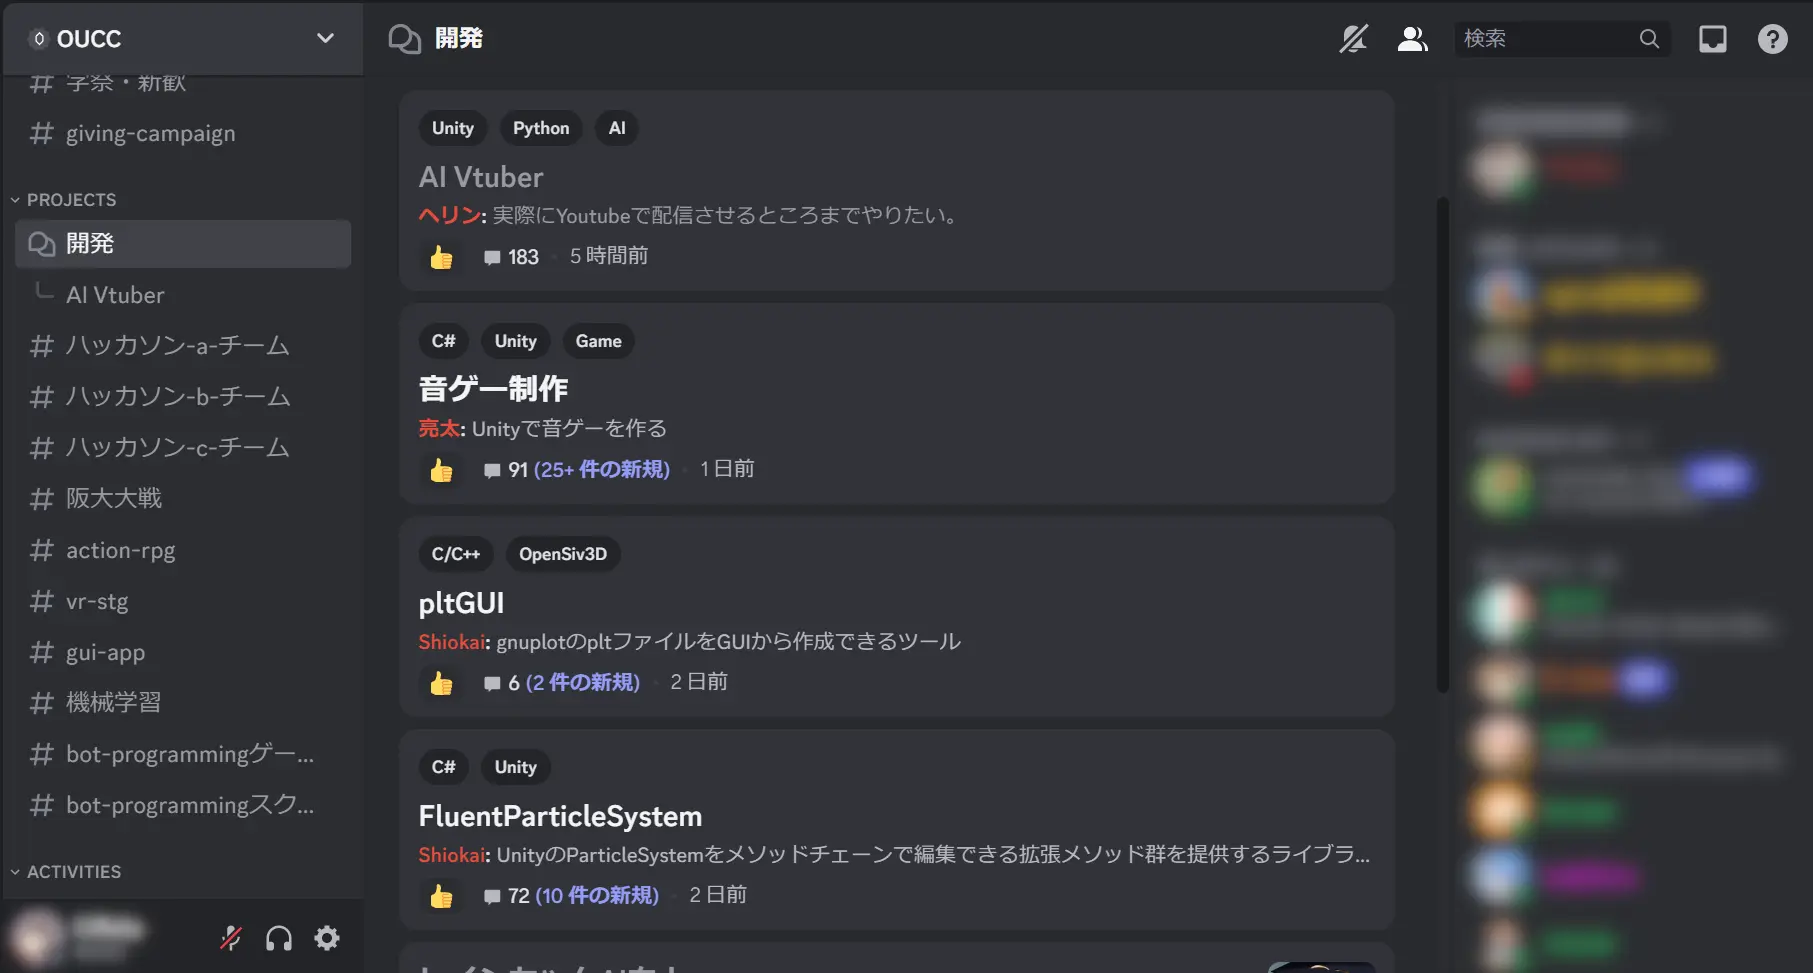 OUCC
学祭・新歓
giving-campaign
PROJECTS
開発
AI Vtuber
ハッカソン-a-チーム
ハッカソン-b-チーム
ハッカソン-c-チーム
阪大大戦
action-rpg
vr-stg
gui-app
機械学習
bot-programmingゲー...
bot-programmingスク...
ACTIVITIES
開発
検索
Unity Python AI
AI Vtuber
ヘリン: 実際にYoutubeで配信させるところまでやりたい。
183 5 時間前
C# Unity Game
音ゲー制作
亮太: Unityで音ゲーを作る
91 (25+ 件の新規) 1 日前
C/C++ OpenSiv3D
pltGUI
Shiokai: gnuplotのpltファイルをGUIから作成できるツール
6 (2 件の新規) 2 日前
C# Unity
FluentParticleSystem
Shiokai: UnityのParticleSystemをメソッドチェーンで編集できる拡張メソッド群を提供するライブラ...
72 (10 件の新規) 2 日前